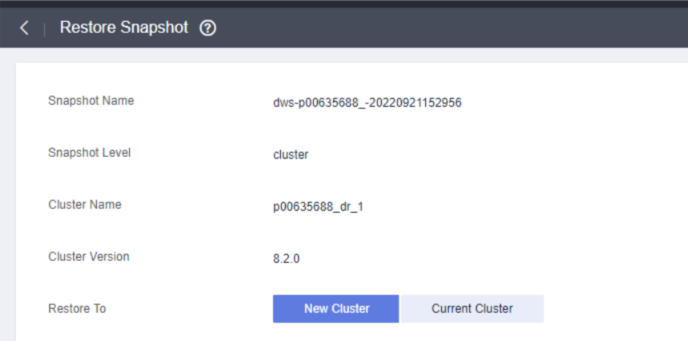 Restore Snapshot
Snapshot Name dws-p00635688_-20220921152956
Snapshot Level cluster
Cluster Name p00635688_dr_1
Cluster Version 8.2.0
Restore To New Cluster Current Cluster